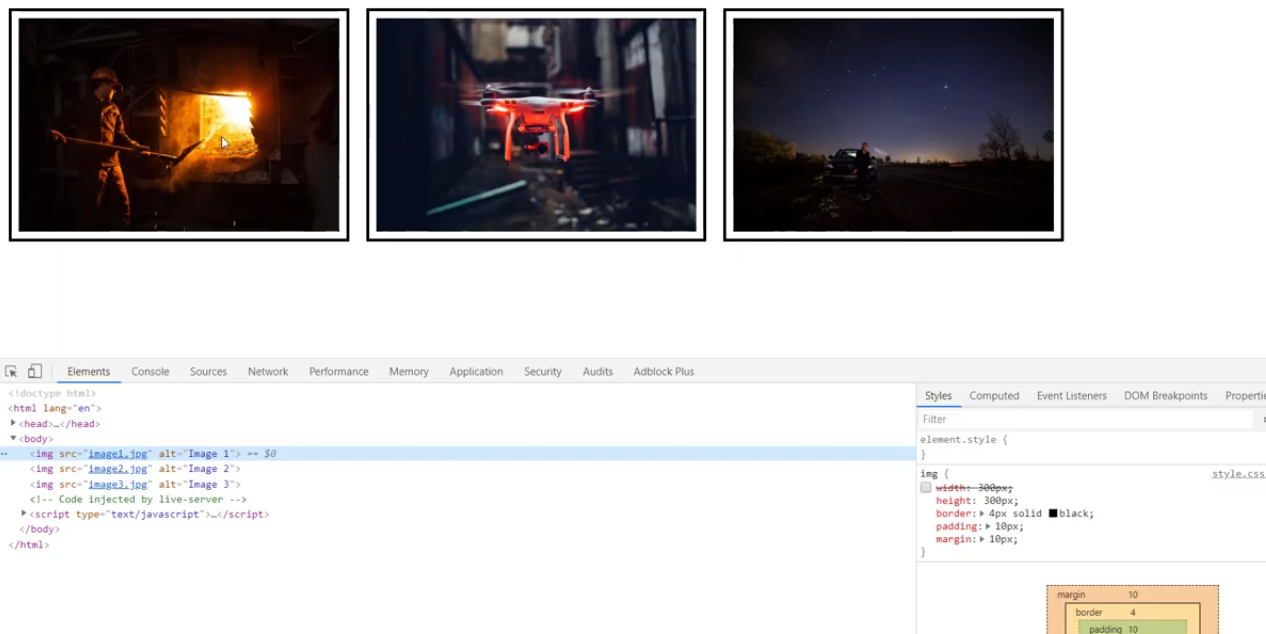 Elements Console Sources Network Performance Memory Application Security Audits Adblock Plus
<!doctype html>
<html lang="en">
▶<head>…</head>
▼<body>
<img src="image1.jpg" alt="Image 1"> == $0
<img src="image2.jpg" alt="Image 2">
<img src="image3.jpg" alt="Image 3">
<!-- Code injected by live-server -->
▶<script type="text/javascript">…</script>
</body>
</html>
Styles Computed Event Listeners DOM Breakpoints Propertie
Filter
element.style {
}
img { style.css
width: 300px;
height: 300px;
border:▶ 4px solid black;
padding:▶ 10px;
margin:▶ 10px;
}
margin 10
border 4
padding 10